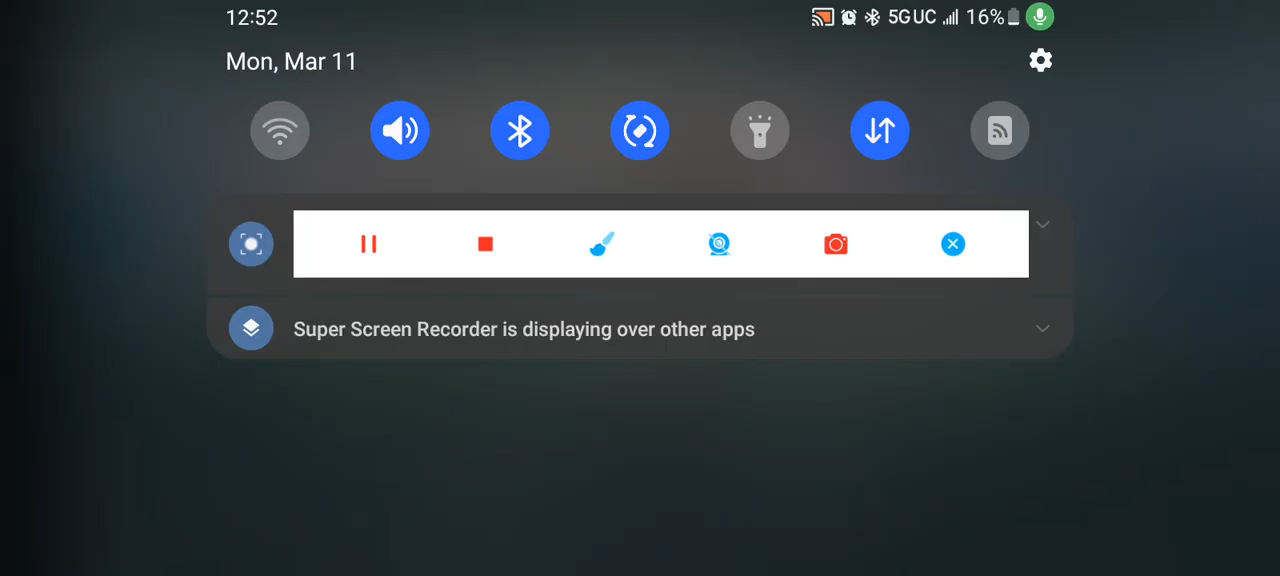 12:52
5G UC 16%
Mon, Mar 11
Super Screen Recorder is displaying over other apps